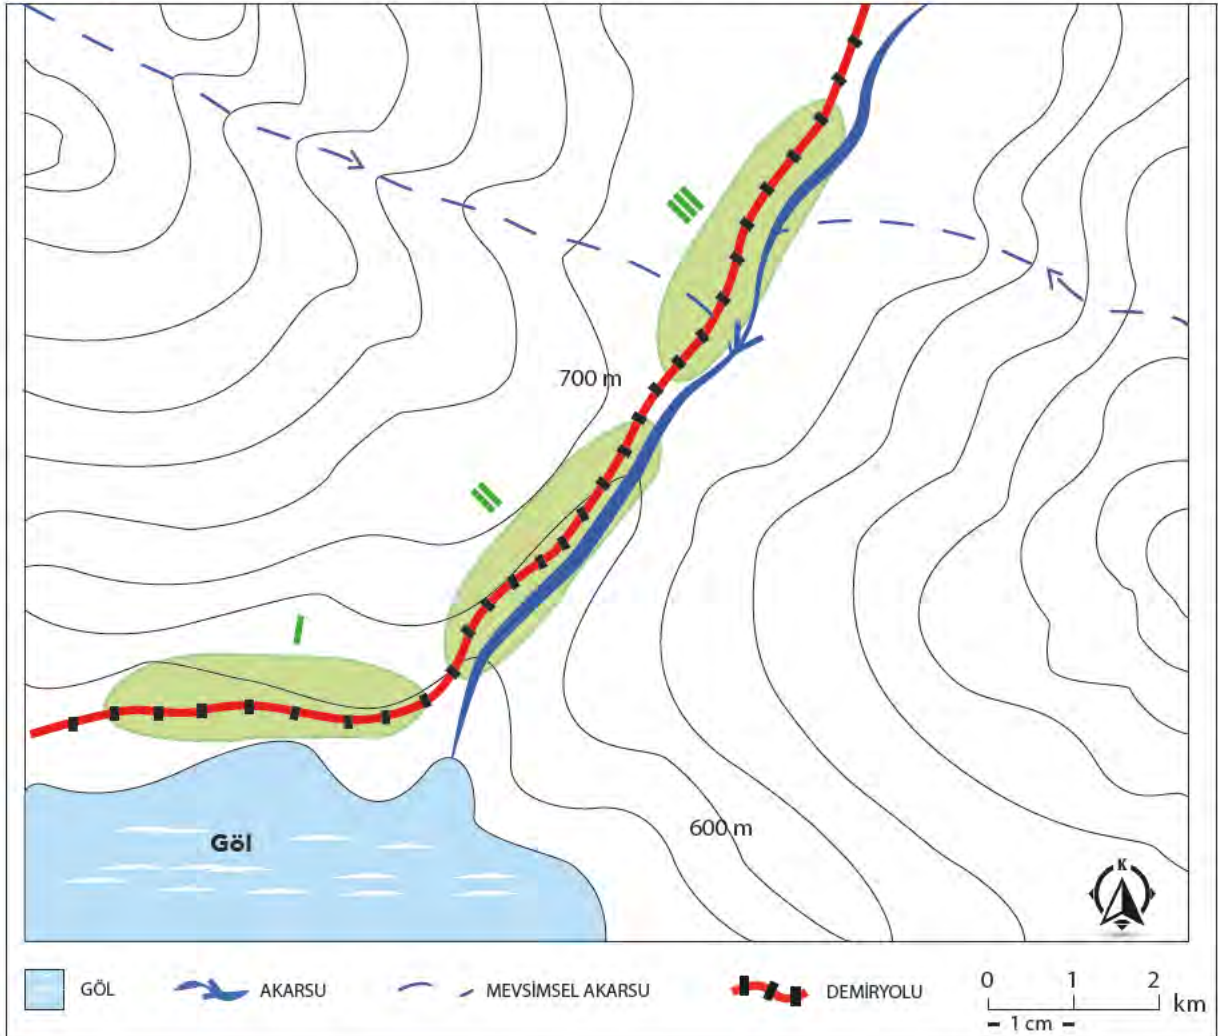 III
700 m
II
I
Göl
600 m
K
GÖL
AKARSU
MEVSİMSEL AKARSU
DEMİRYOLU
0 1 2
km
1 cm